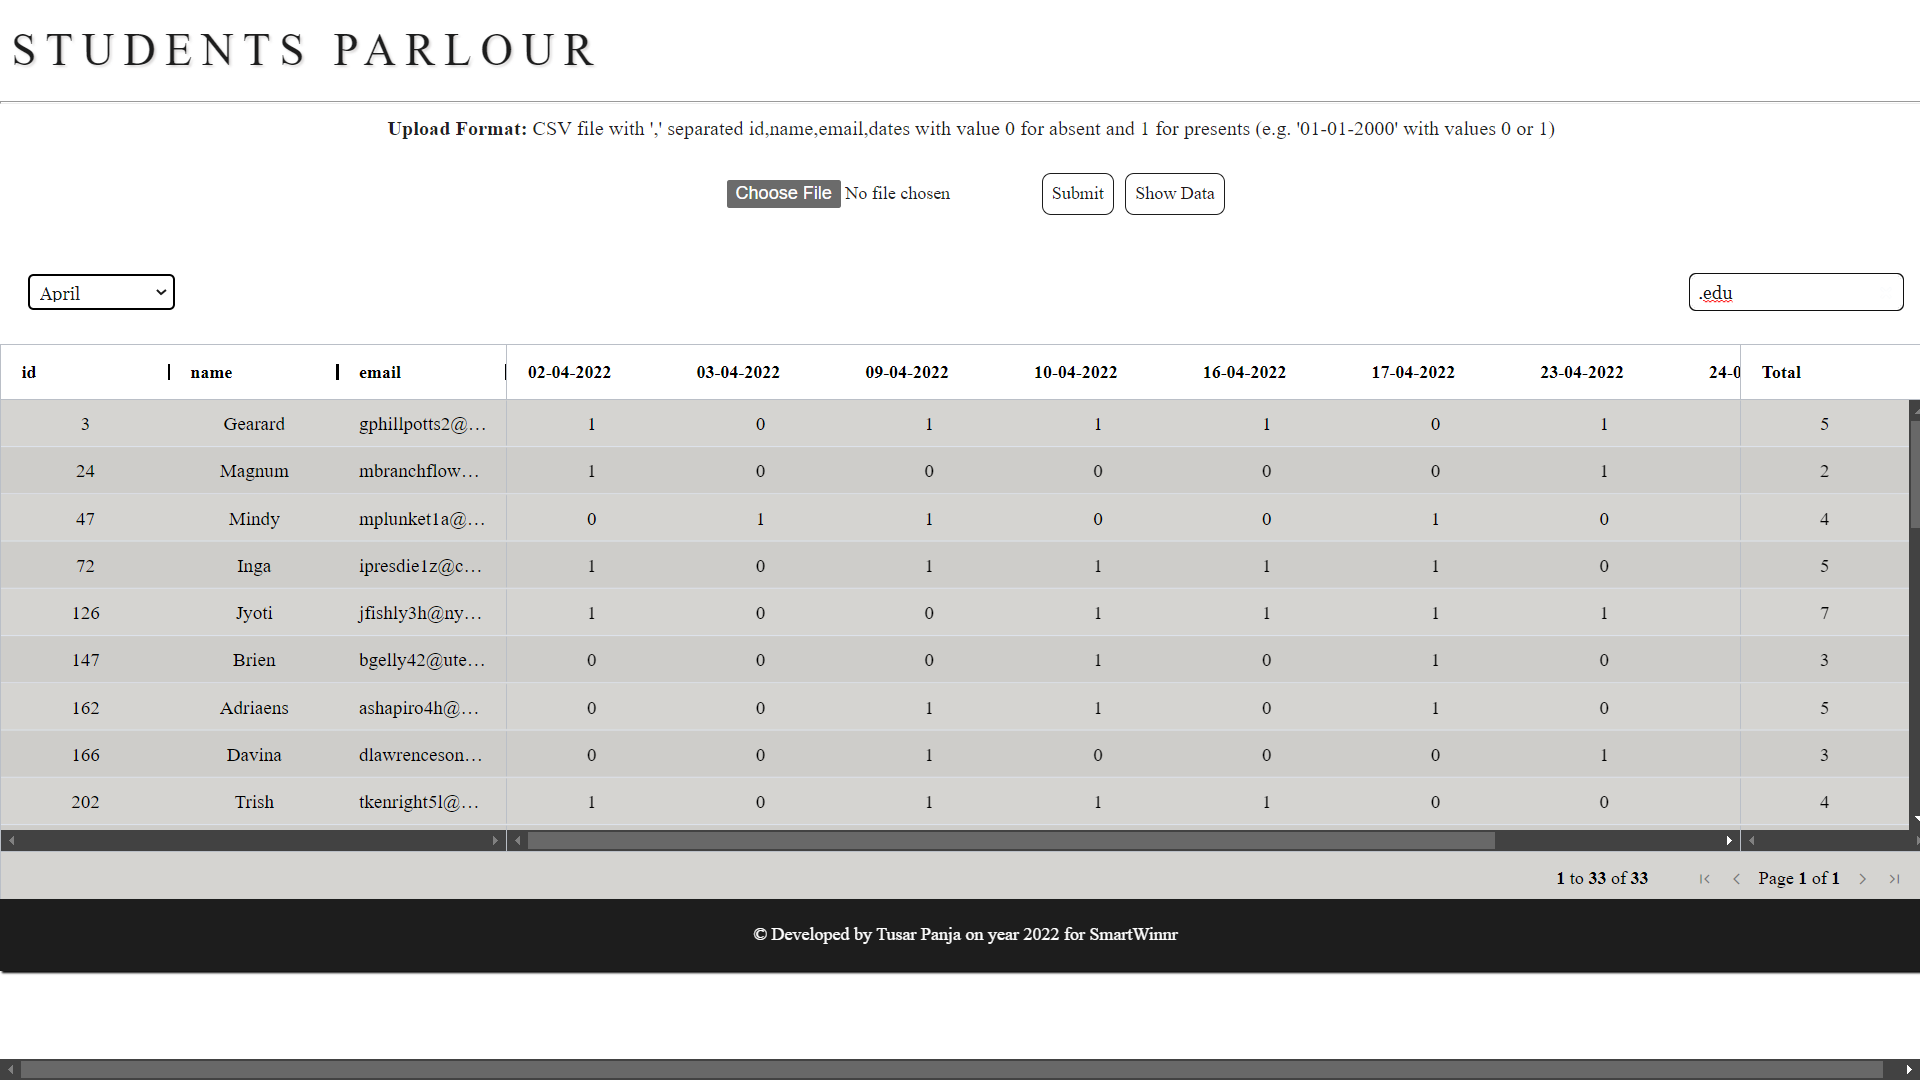 STUDENTS PARLOUR
Upload Format: CSV file with ',' separated id,name,email,dates with value 0 for absent and 1 for presents (e.g. '01-01-2000' with values 0 or 1)
Choose File No file chosen Submit Show Data
April .edu
id name email 02-04-2022 03-04-2022 09-04-2022 10-04-2022 16-04-2022 17-04-2022 23-04-2022 24-0 Total
3 Gearard gphillpotts2@... 1 0 1 1 1 0 1 5
24 Magnum mbranchflow... 1 0 0 0 0 0 1 2
47 Mindy mplunket1a@... 0 1 1 0 0 1 0 4
72 Inga ipresdie1z@c... 1 0 1 1 1 1 0 5
126 Jyoti jfishly3h@ny... 1 0 0 1 1 1 1 7
147 Brien bgelly42@ute... 0 0 0 1 0 1 0 3
162 Adriaens ashapiro4h@... 0 0 1 1 0 1 0 5
166 Davina dlawrenceson... 0 0 1 0 0 0 1 3
202 Trish tkenright5l@... 1 0 1 1 1 0 0 4
1 to 33 of 33 Page 1 of 1
© Developed by Tusar Panja on year 2022 for SmartWinnr